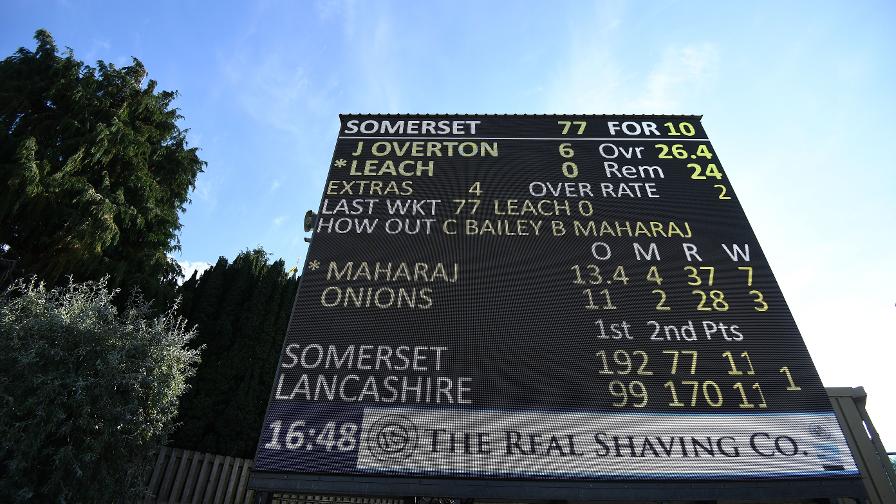 SOMERSET 77 FOR 10
J OVERTON 6 Ovr 26.4
*LEACH 0 Rem 24
EXTRAS 4 OVER RATE 2
LAST WKT 77 LEACH 0
HOW OUT C BAILEY B MAHARAJ
O M R W
* MAHARAJ 13.4 4 37 7
ONIONS 11 2 28 3
1st 2nd Pts
SOMERSET 192 77 11
LANCASHIRE 99 170 11 1
16:48 THE REAL SHAVING CO.